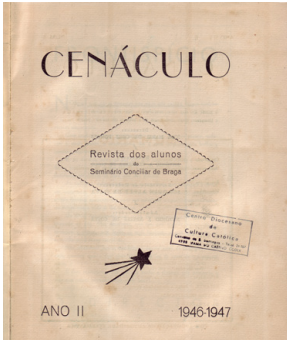 CENÁCULO
Revista dos alunos
do
Seminário Conciliar de Braga
Centro Diocesano
de
Cultura Católica
ANO II 1946-1947